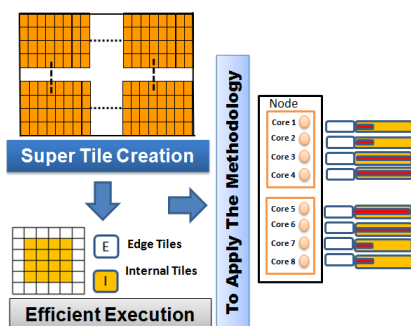 Super Tile Creation
E Edge Tiles
I Internal Tiles
Efficient Execution
To Apply The Methodology
Node
Core 1
Core 2
Core 3
Core 4
Core 5
Core 6
Core 7
Core 8